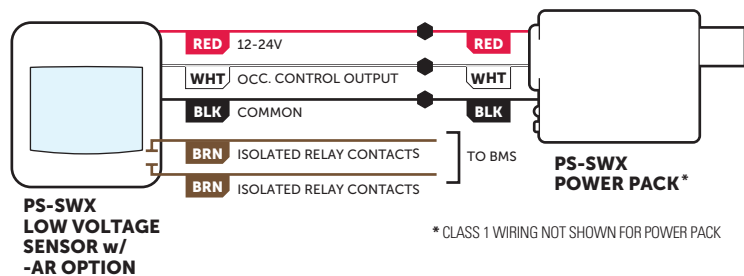 RED 12-24V RED
WHT OCC. CONTROL OUTPUT WHT
BLK COMMON BLK
BRN ISOLATED RELAY CONTACTS
TO BMS
BRN ISOLATED RELAY CONTACTS
PS-SWX
LOW VOLTAGE
SENSOR w/
-AR OPTION
PS-SWX
POWER PACK*
* CLASS 1 WIRING NOT SHOWN FOR POWER PACK